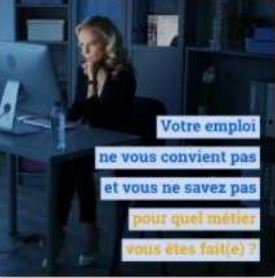 Votre emploi
ne vous convient pas
et vous ne savez pas
pour quel métier
vous êtes fait(e) ?